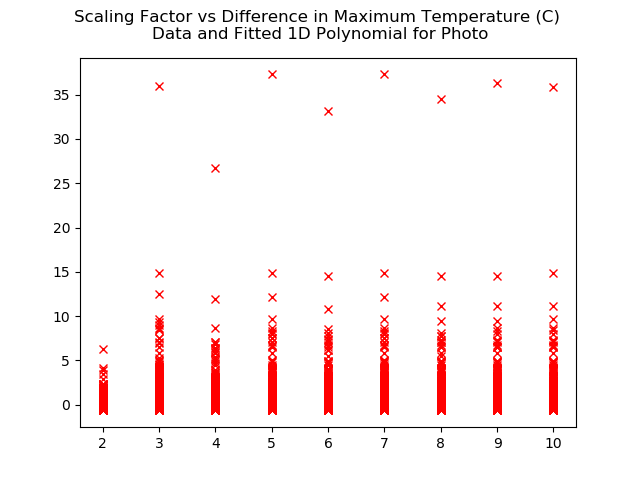 Scaling Factor vs Difference in Maximum Temperature (C)
Data and Fitted 1D Polynomial for Photo
35
30
25
20
15
10
5
0
2 3 4 5 6 7 8 9 10